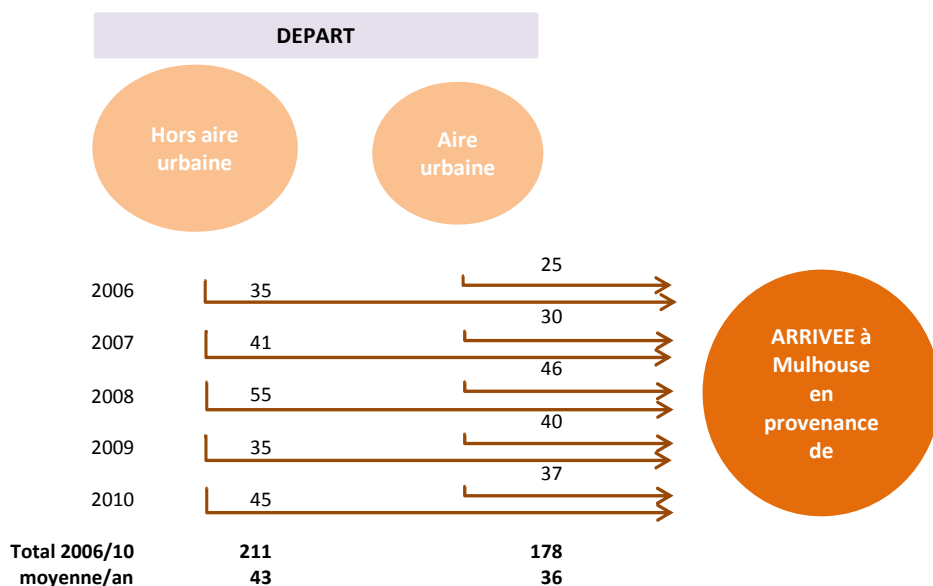 DEPART
Hors aire
urbaine
Aire
urbaine
25
2006 35
30
2007 41
46
2008 55
40
2009 35
37
2010 45
ARRIVEE à
Mulhouse
en
provenance
de
Total 2006/10 211 178
moyenne/an 43 36